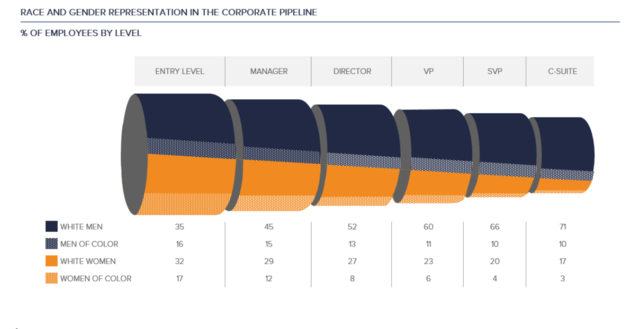 RACE AND GENDER REPRESENTATION IN THE CORPORATE PIPELINE
% OF EMPLOYEES BY LEVEL
ENTRY LEVEL MANAGER DIRECTOR VP SVP C-SUITE
WHITE MEN 35 45 52 60 66 71
MEN OF COLOR 16 15 13 11 10 10
WHITE WOMEN 32 29 27 23 20 17
WOMEN OF COLOR 17 12 8 6 4 3